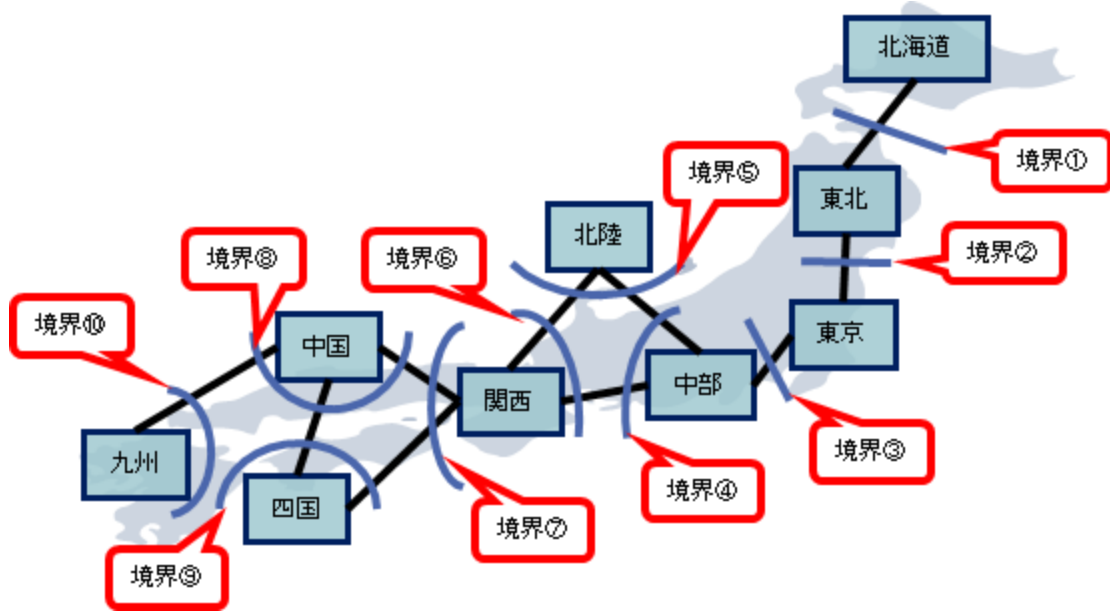 北海道
境界①
東北
境界⑤
北陸
境界②
境界⑥
境界⑧
東京
境界⑩
中国
中部
関西
境界③
九州
境界④
四国
境界⑦
境界⑨